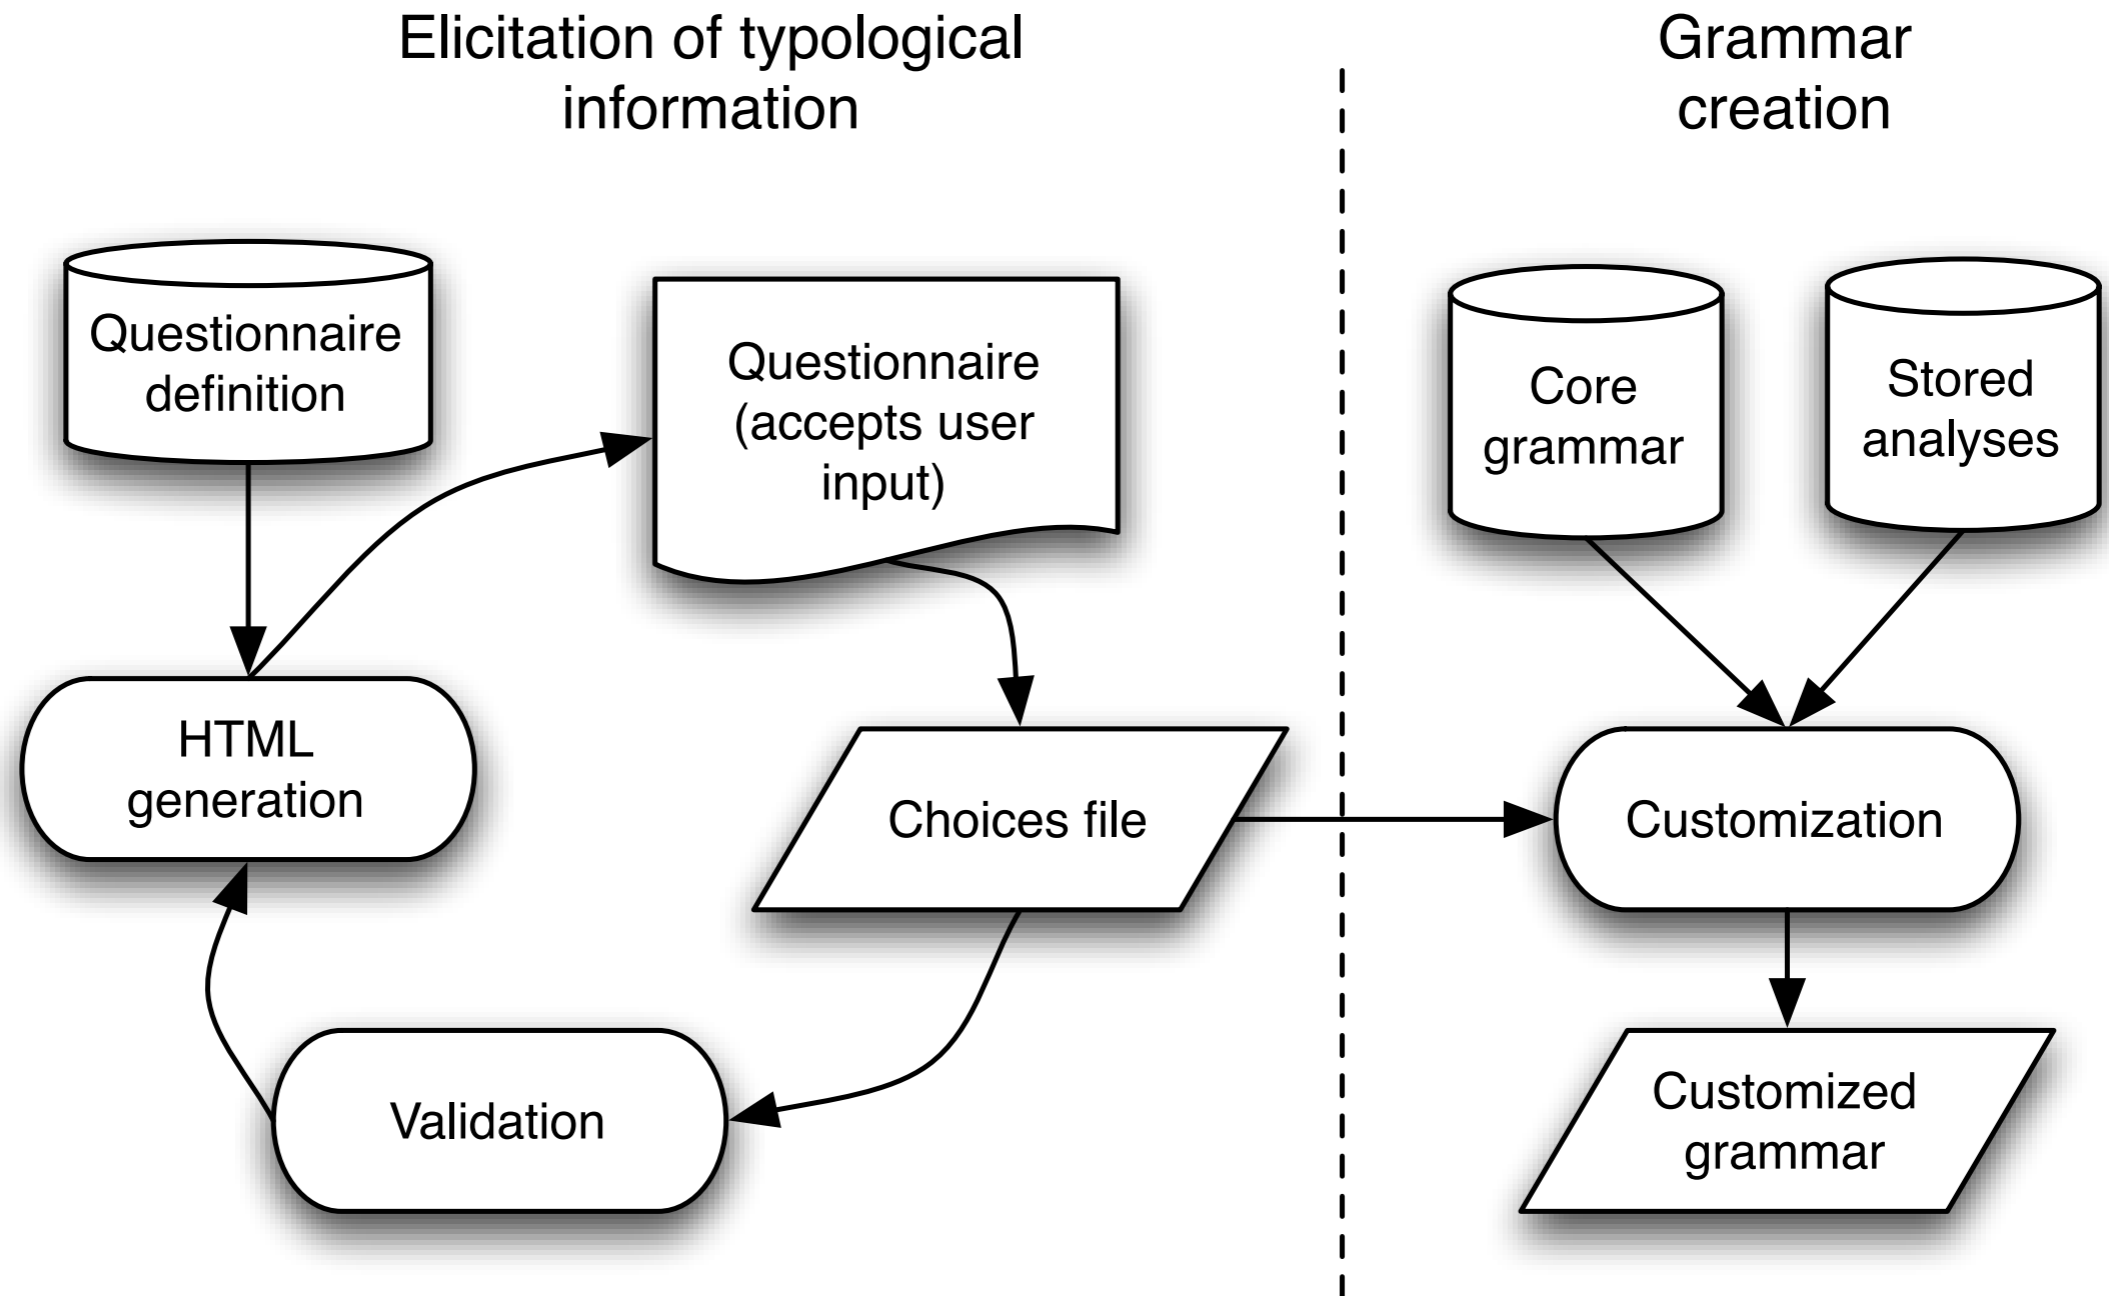 Elicitation of typological
information
Grammar
creation
Questionnaire
definition
Questionnaire
(accepts user
input)
Core
grammar
Stored
analyses
HTML
generation
Choices file
Customization
Validation
Customized
grammar